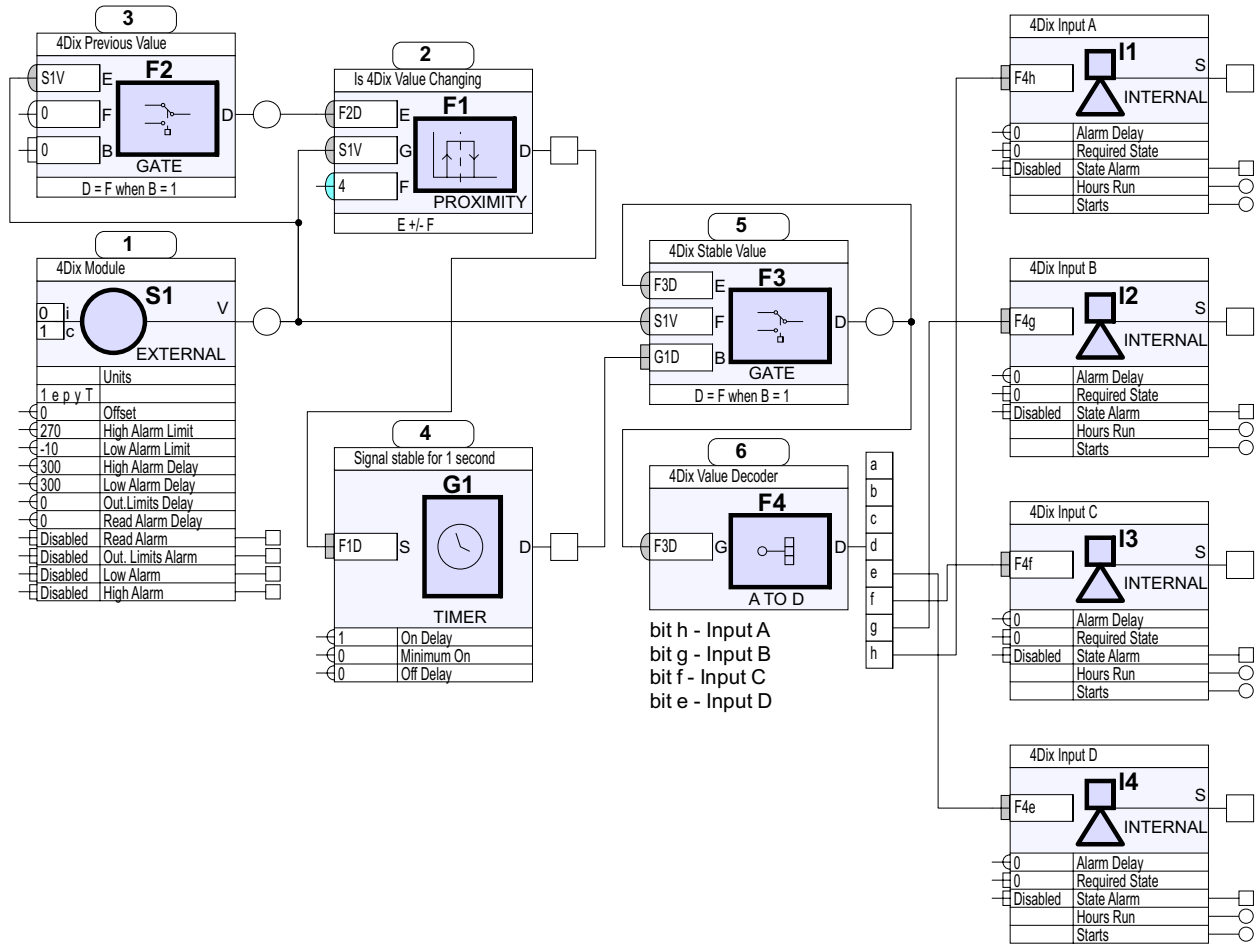 3
4Dix Previous Value
F2
S1V E
0 F
0 B
D
GATE
D = F when B = 1
2
Is 4Dix Value Changing
F1
F2D E
S1V G
4 F
D
PROXIMITY
E +/- F
1
4Dix Module
S1
V
0 i
1 c
EXTERNAL
Units
1 e p y T
0 Offset
270 High Alarm Limit
-10 Low Alarm Limit
300 High Alarm Delay
300 Low Alarm Delay
0 Out.Limits Delay
0 Read Alarm Delay
Disabled Read Alarm
Disabled Out. Limits Alarm
Disabled Low Alarm
Disabled High Alarm
4
Signal stable for 1 second
G1
F1D S
D
TIMER
1 On Delay
0 Minimum On
0 Off Delay
5
4Dix Stable Value
F3
F3D E
S1V F
G1D B
D
GATE
D = F when B = 1
6
4Dix Value Decoder
F4
F3D G
D
A TO D
a
b
c
d
e
f
g
h
bit h - Input A
bit g - Input B
bit f - Input C
bit e - Input D
4Dix Input A
I1
F4h
S
INTERNAL
0 Alarm Delay
0 Required State
Disabled State Alarm
Hours Run
Starts
4Dix Input B
I2
F4g
S
INTERNAL
0 Alarm Delay
0 Required State
Disabled State Alarm
Hours Run
Starts
4Dix Input C
I3
F4f
S
INTERNAL
0 Alarm Delay
0 Required State
Disabled State Alarm
Hours Run
Starts
4Dix Input D
I4
F4e
S
INTERNAL
0 Alarm Delay
0 Required State
Disabled State Alarm
Hours Run
Starts